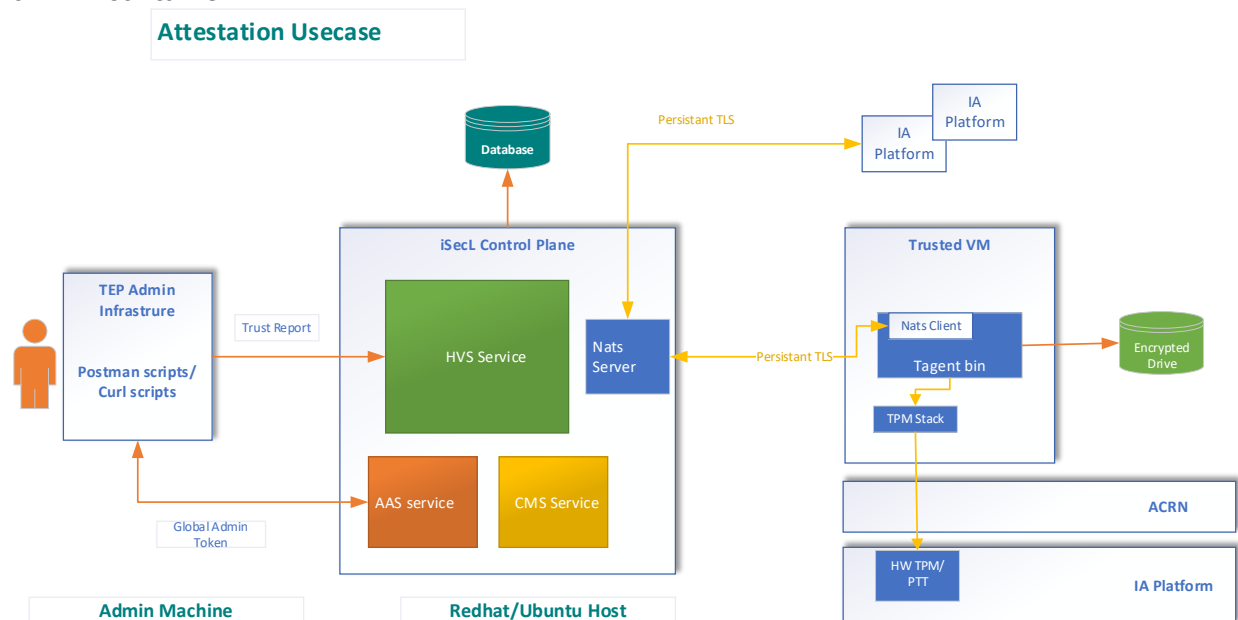 Attestation Usecase
Database
Persistant TLS
IA
Platform
IA
Platform
iSecL Control Plane
Trusted VM
TEP Admin
Infrastrure
Postman scripts/
Curl scripts
Trust Report
HVS Service
Nats
Server
Persistant TLS
Nats Client
Tagent bin
Encrypted
Drive
TPM Stack
AAS service
CMS Service
Global Admin
Token
ACRN
HW TPM/
PTT
IA Platform
Admin Machine
Redhat/Ubuntu Host